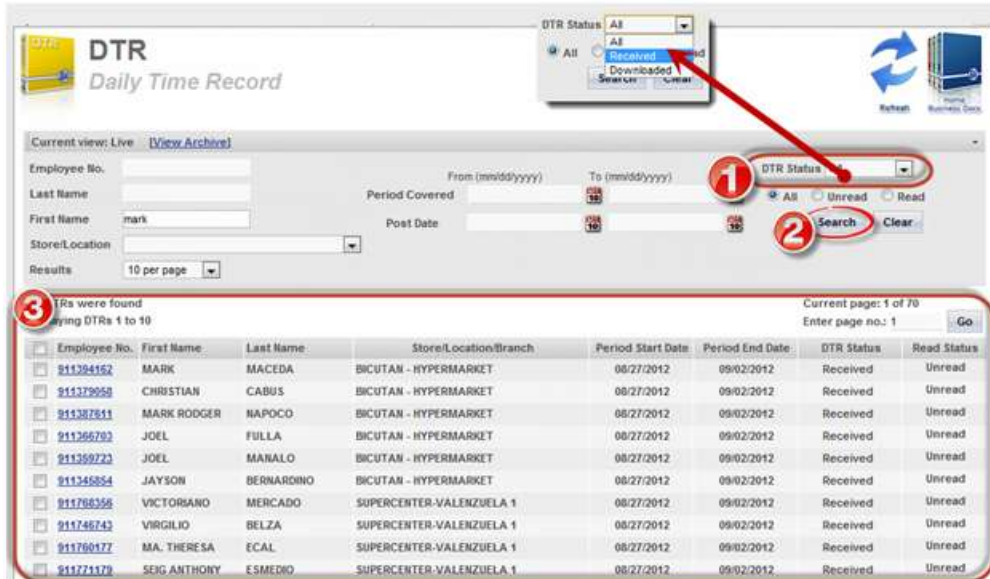 DTR Status All
All
All
Received
Downloaded
Search Clear
DTR
DTR
Daily Time Record
Refresh
Home
Business Docs
Current view: Live [View Archive]
Employee No.
From (mm/dd/yyyy) To (mm/dd/yyyy)
1
DTR Status
Last Name
Period Covered
10
All Unread Read
First Name mark
Post Date
10
10
2
Search Clear
Store/Location
Results 10 per page
3
TRs were found
Current page: 1 of 70
aying DTRs 1 to 10
Enter page no.: 1 Go
Employee No. First Name Last Name Store/Location/Branch Period Start Date Period End Date DTR Status Read Status
911394162 MARK MACEDA BICUTAN - HYPERMARKET 08/27/2012 09/02/2012 Received Unread
911379058 CHRISTIAN CABUS BICUTAN - HYPERMARKET 08/27/2012 09/02/2012 Received Unread
911387611 MARK RODGER NAPOCO BICUTAN - HYPERMARKET 08/27/2012 09/02/2012 Received Unread
911366703 JOEL FULLA BICUTAN - HYPERMARKET 08/27/2012 09/02/2012 Received Unread
911359723 JOEL MANALO BICUTAN - HYPERMARKET 08/27/2012 09/02/2012 Received Unread
911345854 JAYSON BERNARDINO BICUTAN - HYPERMARKET 08/27/2012 09/02/2012 Received Unread
911768356 VICTORIANO MERCADO SUPERCENTER-VALENZUELA 1 08/27/2012 09/02/2012 Received Unread
911746743 VIRGILIO BELZA SUPERCENTER-VALENZUELA 1 08/27/2012 09/02/2012 Received Unread
911760177 MA. THERESA ECAL SUPERCENTER-VALENZUELA 1 08/27/2012 09/02/2012 Received Unread
911771179 SEIG ANTHONY ESMEDIO SUPERCENTER-VALENZUELA 1 08/27/2012 09/02/2012 Received Unread